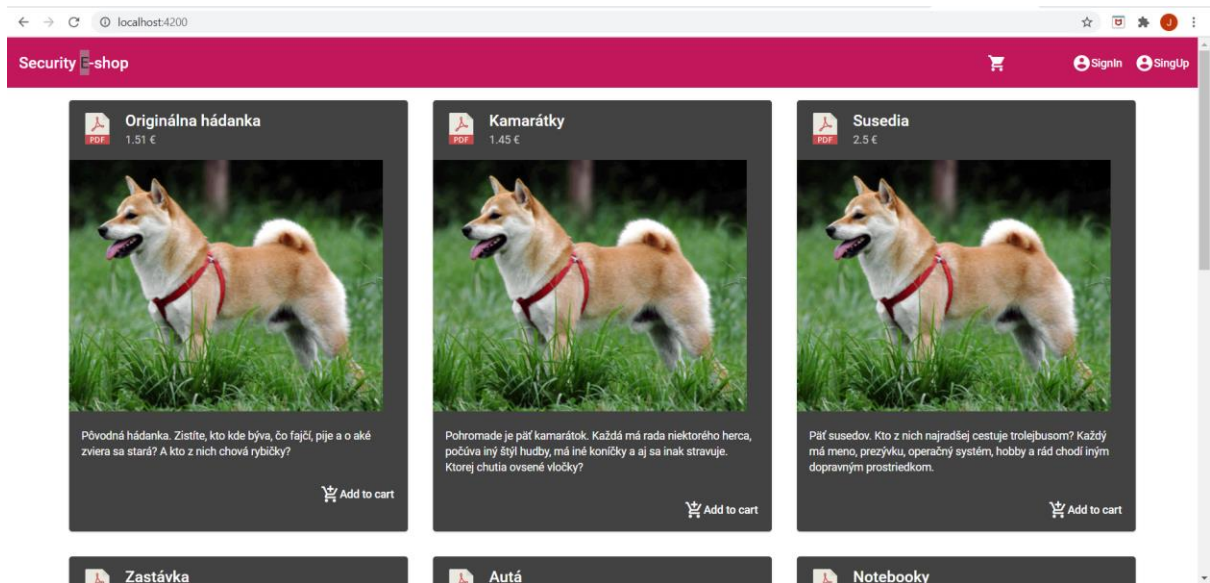 localhost:4200
J
Security E-shop
SignIn
SingUp
PDF
Originálna hádanka
1.51 €
Pôvodná hádanka. Zistíte, kto kde býva, čo fajčí, pije a o aké
zviera sa stará? A kto z nich chová rybičky?
Add to cart
PDF
Kamarátky
1.45 €
Pohromade je päť kamarátok. Každá má rada niektorého herca,
počúva iný štýl hudby, má iné koníčky a aj sa inak stravuje.
Ktorej chutia ovsené vločky?
Add to cart
PDF
Susedia
2.5 €
Päť susedov. Kto z nich najradšej cestuje trolejbusom? Každý
má meno, prezývku, operačný systém, hobby a rád chodí iným
dopravným prostriedkom.
Add to cart
Zastávka
Autá
Notebooky